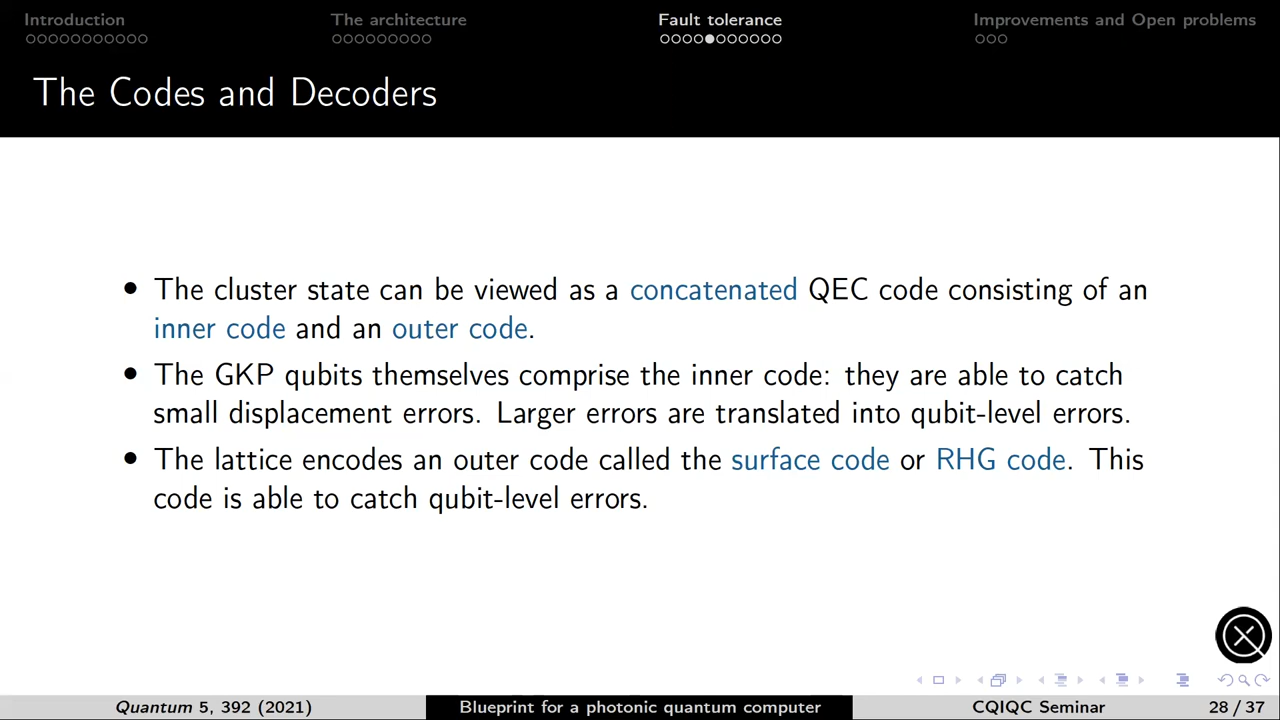 Introduction
The architecture
Fault tolerance
Improvements and Open problems
The Codes and Decoders
• The cluster state can be viewed as a concatenated QEC code consisting of an
inner code and an outer code.
• The GKP qubits themselves comprise the inner code: they are able to catch
small displacement errors. Larger errors are translated into qubit-level errors.
• The lattice encodes an outer code called the surface code or RHG code. This
code is able to catch qubit-level errors.
Quantum 5, 392 (2021)
Blueprint for a photonic quantum computer
CQIQC Seminar
28 / 37